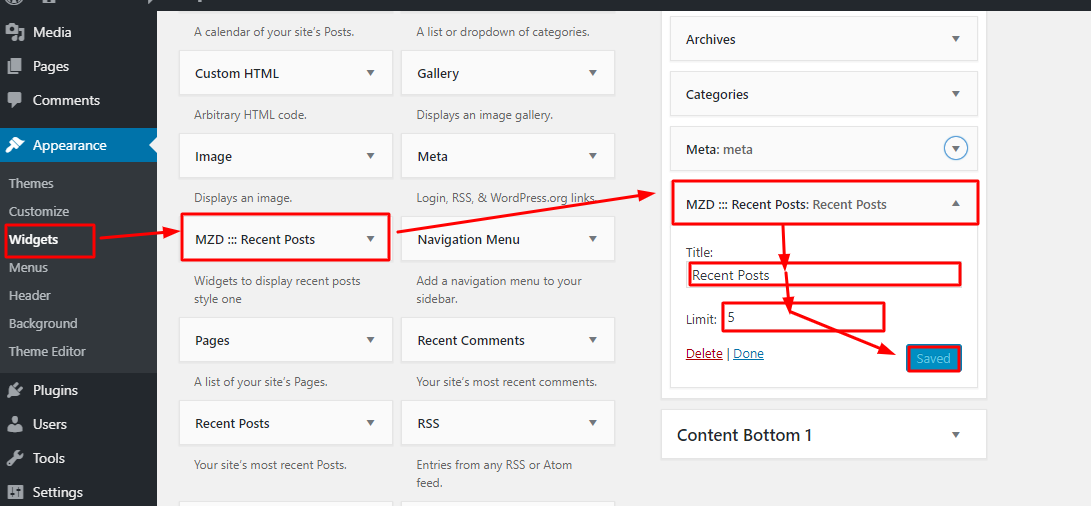 Media
Pages
Comments
Appearance
Themes
Customize
Widgets
Menus
Header
Background
Theme Editor
Plugins
Users
Tools
Settings
A calendar of your site's Posts.
A list or dropdown of categories.
Custom HTML
Gallery
Arbitrary HTML code.
Displays an image gallery.
Image
Meta
Displays an image.
Login, RSS, & WordPress.org links.
MZD ::: Recent Posts
Navigation Menu
Widgets to display recent posts
style one
Add a navigation menu to your
sidebar.
Pages
Recent Comments
A list of your site's Pages.
Your site's most recent comments.
Recent Posts
RSS
Your site's most recent Posts.
Entries from any RSS or Atom
feed.
Archives
Categories
Meta: meta
MZD ::: Recent Posts: Recent Posts
Title:
Recent Posts
Limit: 5
Delete | Done
Saved
Content Bottom 1